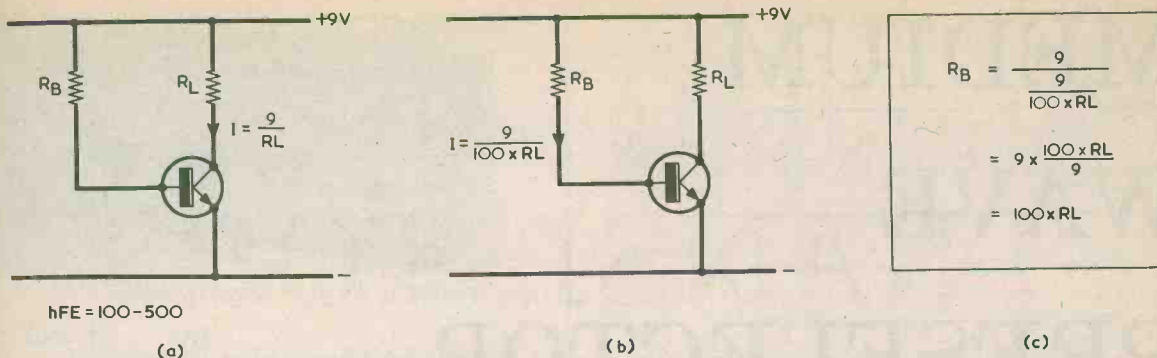 +9V
R_B
R_L
I = 9/RL
hFE = 100-500
(a)
+9V
R_B
R_L
I = 9/(100 x RL)
(b)
R_B = 9/(9/(100 x RL))
= 9 x (100 x RL)/9
= 100 x RL
(c)